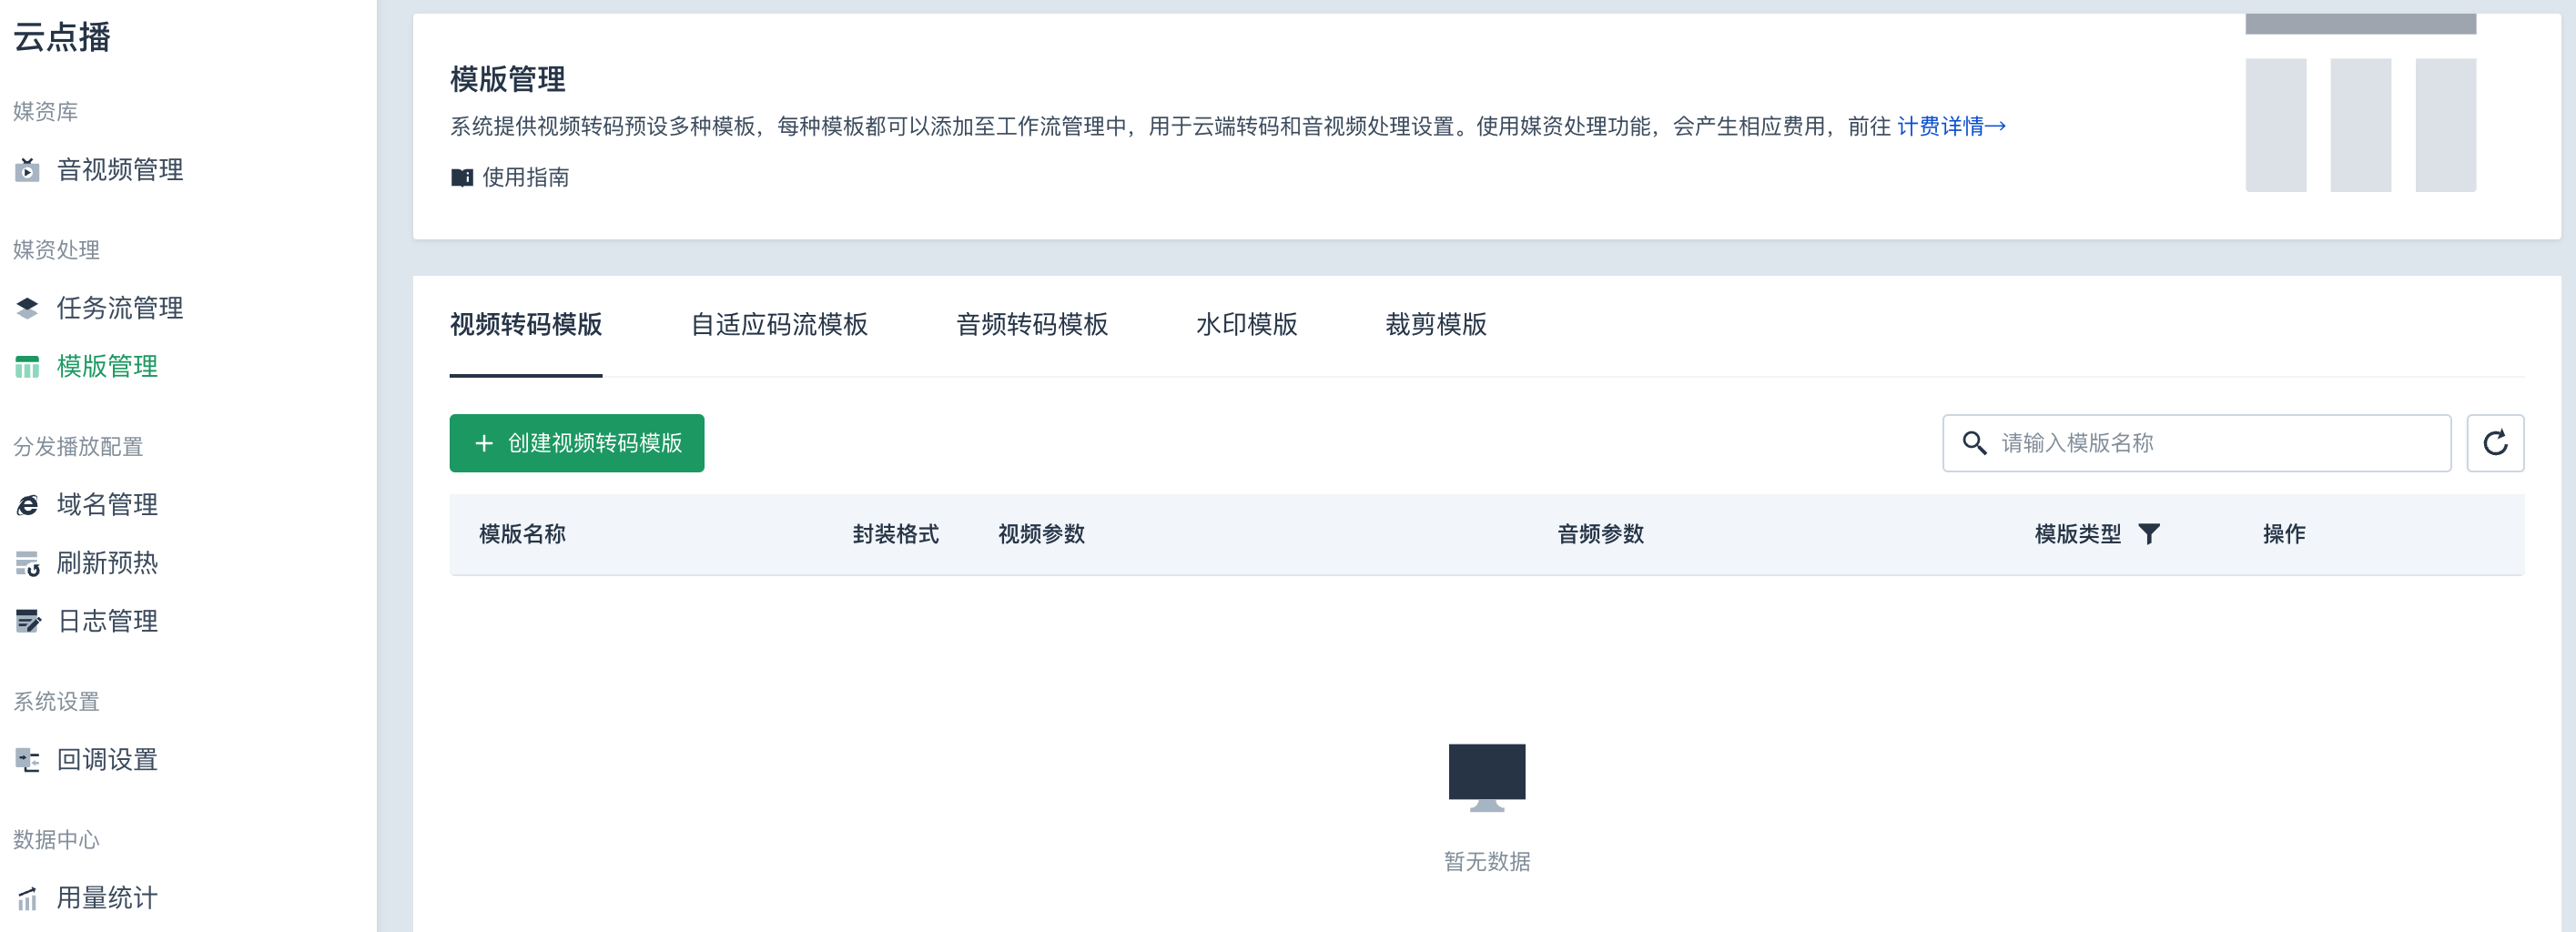 云点播
媒资库
音视频管理
媒资处理
任务流管理
模版管理
分发播放配置
域名管理
刷新预热
日志管理
系统设置
回调设置
数据中心
用量统计
模版管理
系统提供视频转码预设多种模板，每种模板都可以添加至工作流管理中，用于云端转码和音视频处理设置。使用媒资处理功能，会产生相应费用，前往 计费详情→
使用指南
视频转码模版 自适应码流模板 音频转码模板 水印模版 裁剪模版
+ 创建视频转码模版 请输入模版名称
模版名称 封装格式 视频参数 音频参数 模版类型 操作
暂无数据